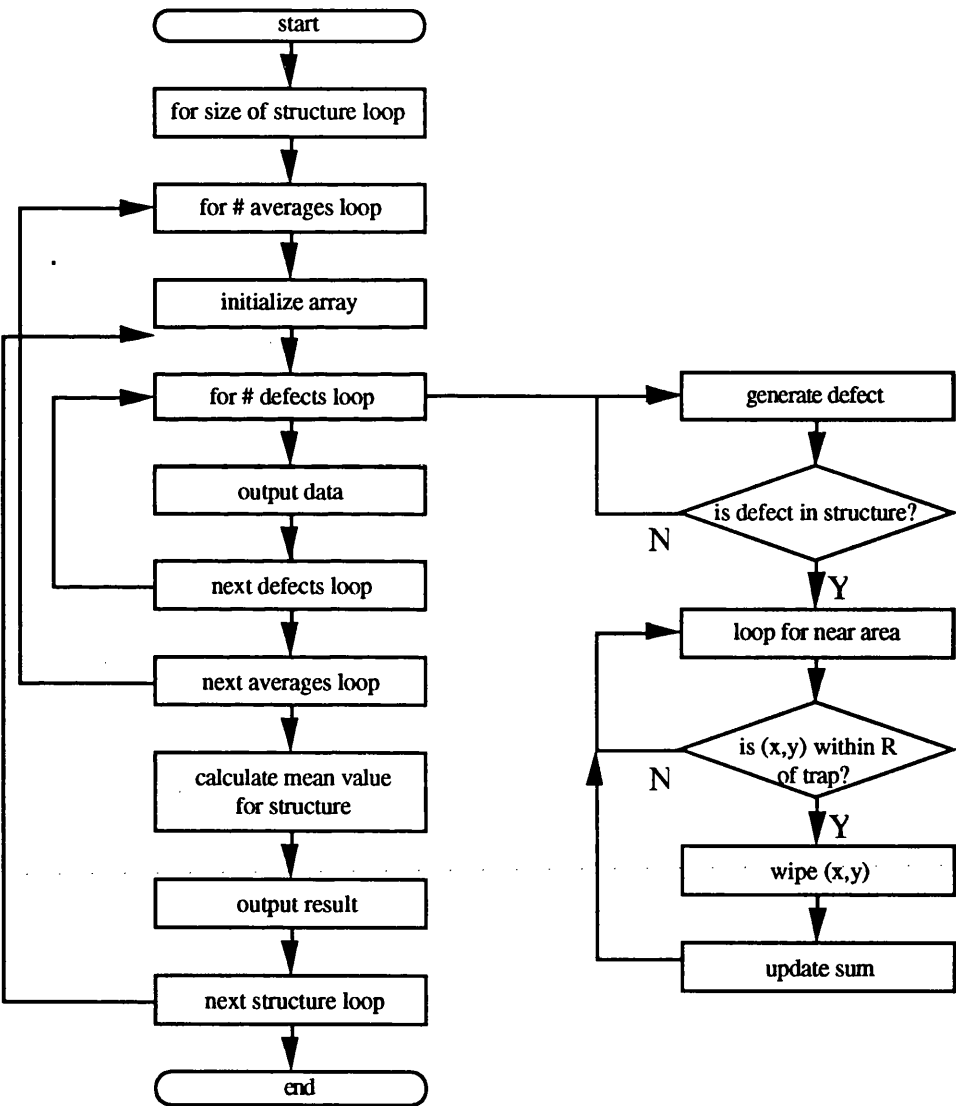 start
for size of structure loop
for # averages loop
initialize array
for # defects loop
output data
next defects loop
next averages loop
calculate mean value
for structure
output result
next structure loop
end
generate defect
is defect in structure?
N
Y
loop for near area
is (x,y) within R
of trap?
N
Y
wipe (x,y)
update sum